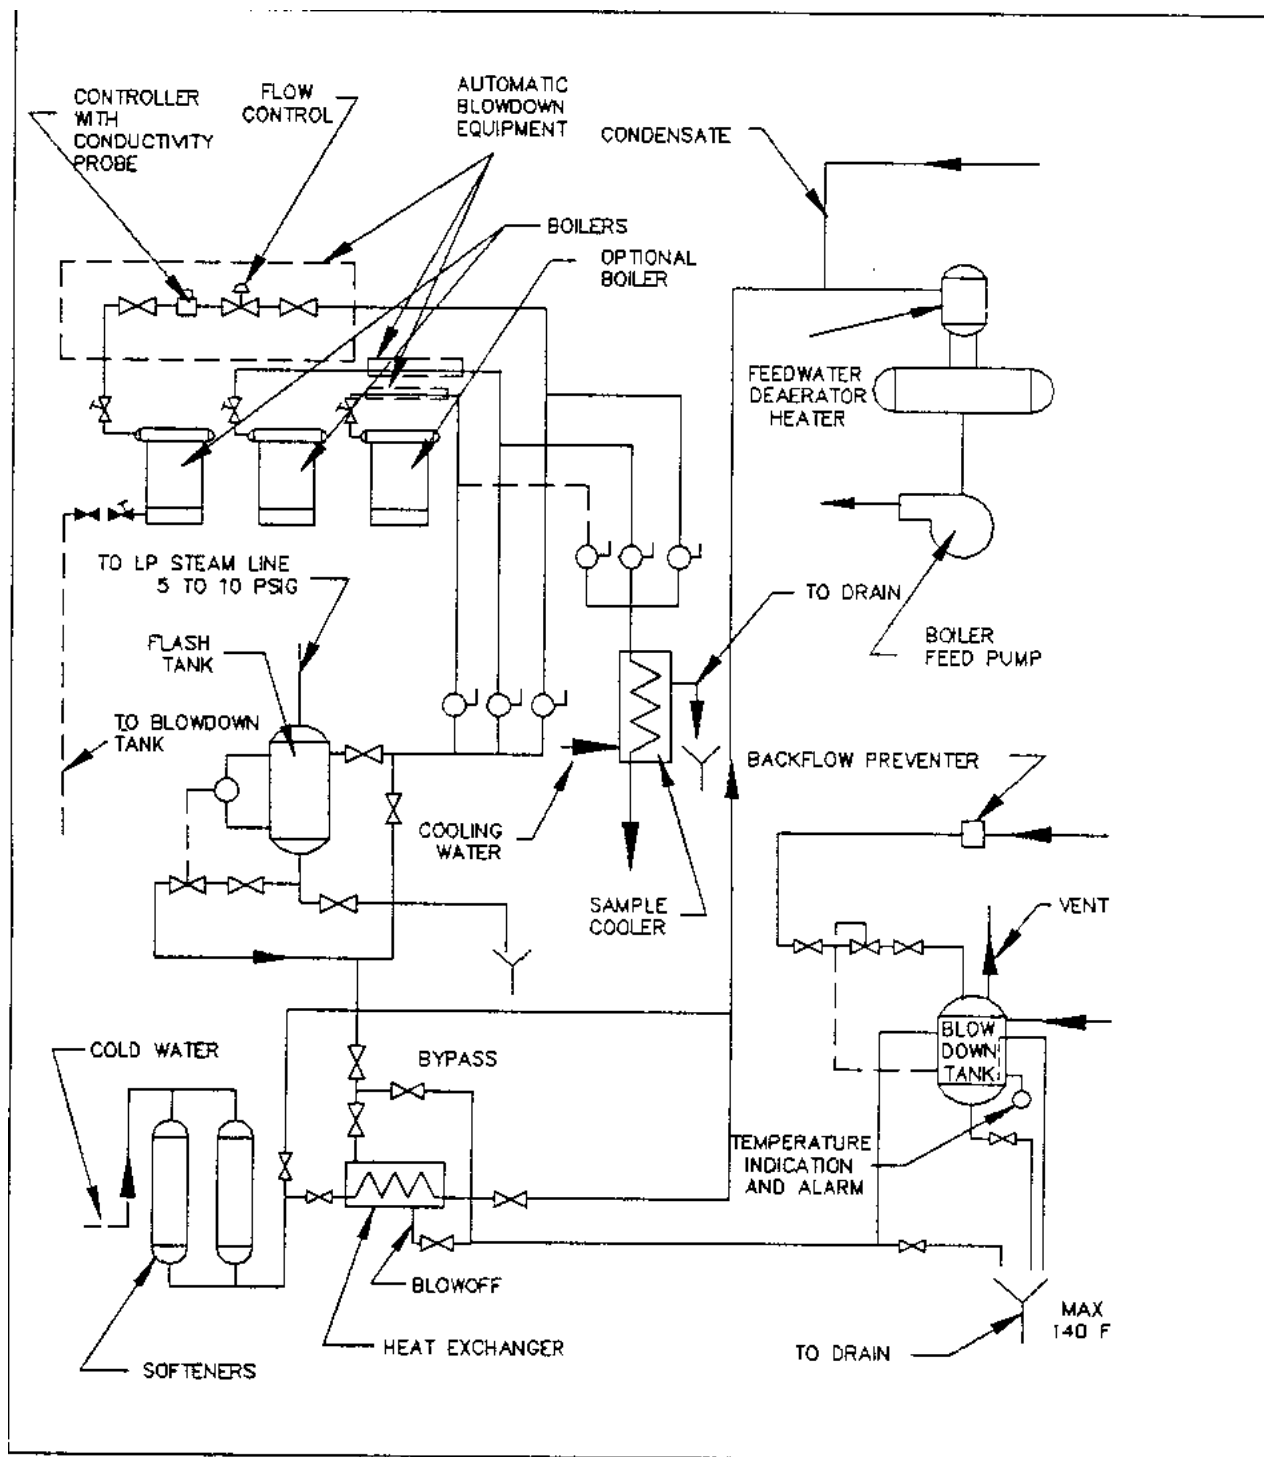 CONTROLLER
WITH
CONDUCTIVITY
PROBE
FLOW
CONTROL
AUTOMATIC
BLOWDOWN
EQUIPMENT
CONDENSATE
BOILERS
OPTIONAL
BOILER
FEEDWATER
DEAERATOR
HEATER
TO LP STEAM LINE
5 TO 10 PSIG
TO DRAIN
BOILER
FEED PUMP
FLASH
TANK
TO BLOWDOWN
TANK
BACKFLOW PREVENTER
COOLING
WATER
SAMPLE
COOLER
VENT
BLOW
DOWN
TANK
COLD WATER
BYPASS
TEMPERATURE
INDICATION
AND ALARM
BLOWOFF
HEAT EXCHANGER
SOFTENERS
MAX
140 F
TO DRAIN